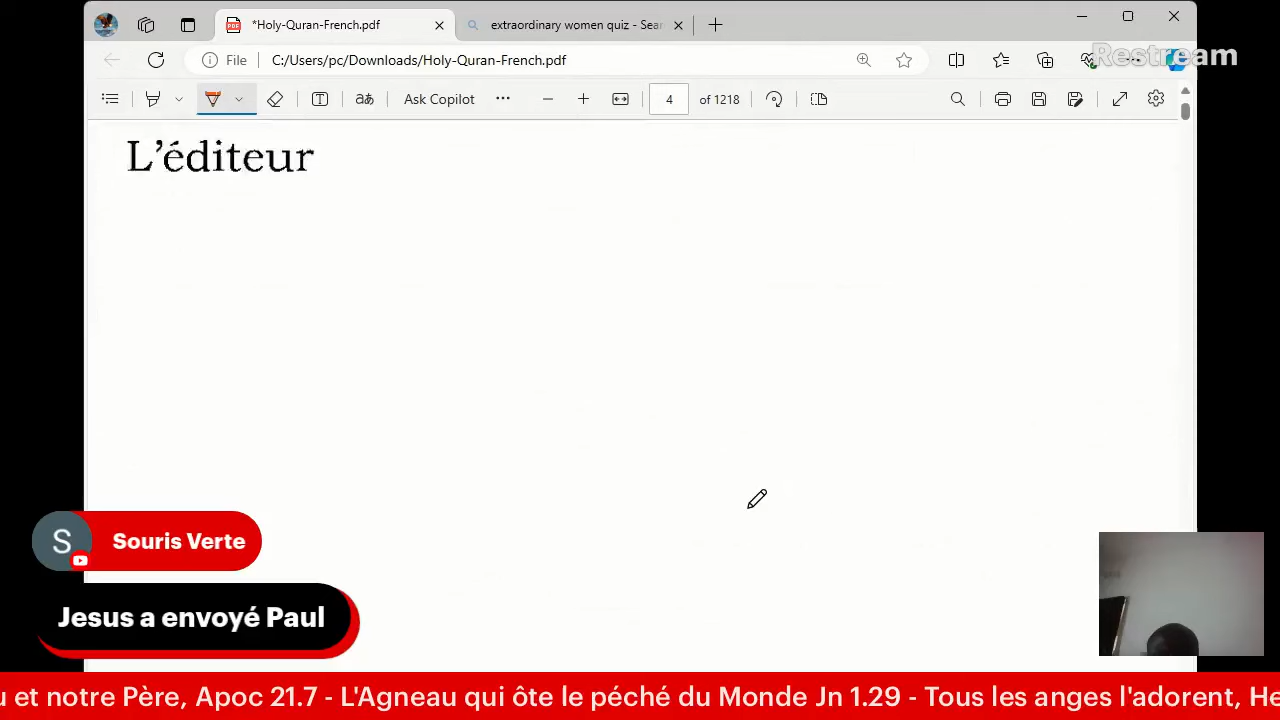 *Holy-Quran-French.pdf
extraordinary women quiz - Sear
File
C:/Users/pc/Downloads/Holy-Quran-French.pdf
Restream
aあ
Ask Copilot
4 of 1218
L'éditeur
S
Souris Verte
Jesus a envoyé Paul
u et notre Père, Apoc 21.7 - L'Agneau qui ôte le péché du Monde Jn 1.29 - Tous les anges l'adorent, He